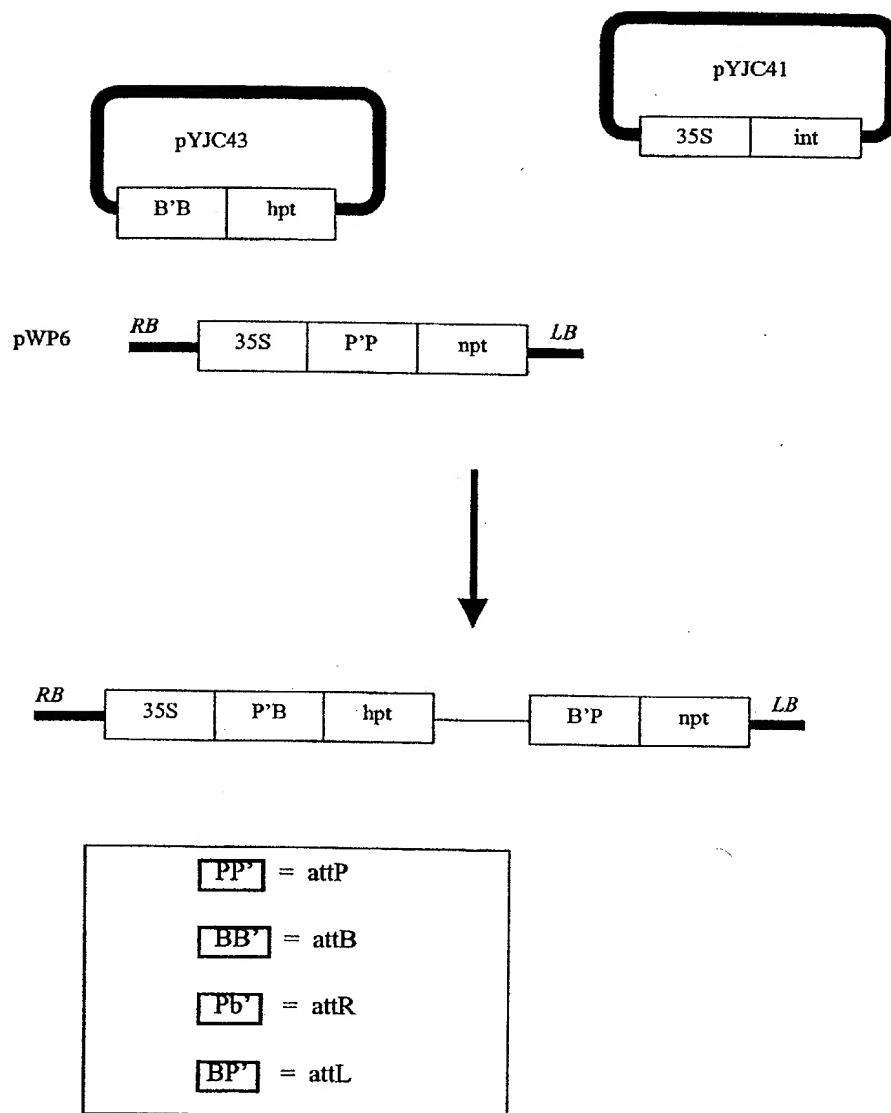 pYJC41
35S int
pYJC43
B'B hpt
pWP6 RB 35S P'P npt LB
RB 35S P'B hpt B'P npt LB
PP' = attP
BB' = attB
Pb' = attR
BP' = attL